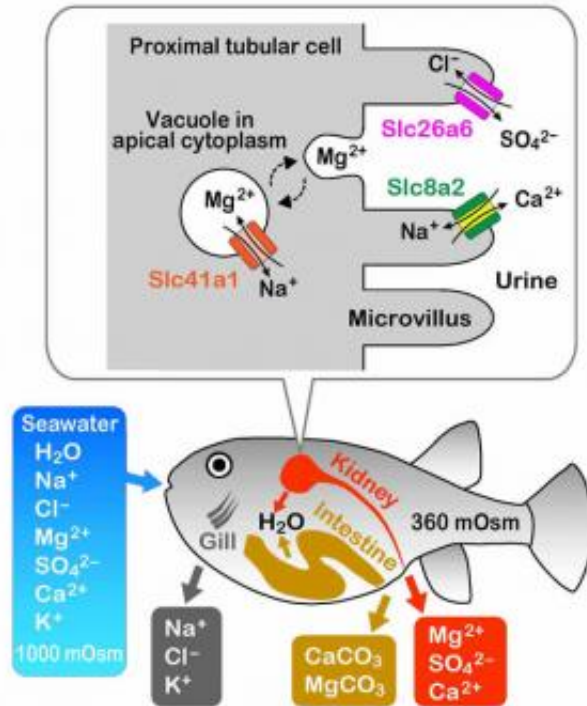 Proximal tubular cell
Cl⁻
Vacuole in
apical cytoplasm
Mg²⁺
Slc26a6
SO₄²⁻
Mg²⁺
Slc8a2
Ca²⁺
Na⁺
Slc41a1
Na⁺
Urine
Microvillus
Seawater
H₂O
Na⁺
Cl⁻
Mg²⁺
SO₄²⁻
Ca²⁺
K⁺
1000 mOsm
Kidney
H₂O
Intestine
Gill
360 mOsm
Na⁺
Cl⁻
K⁺
CaCO₃
MgCO₃
Mg²⁺
SO₄²⁻
Ca²⁺